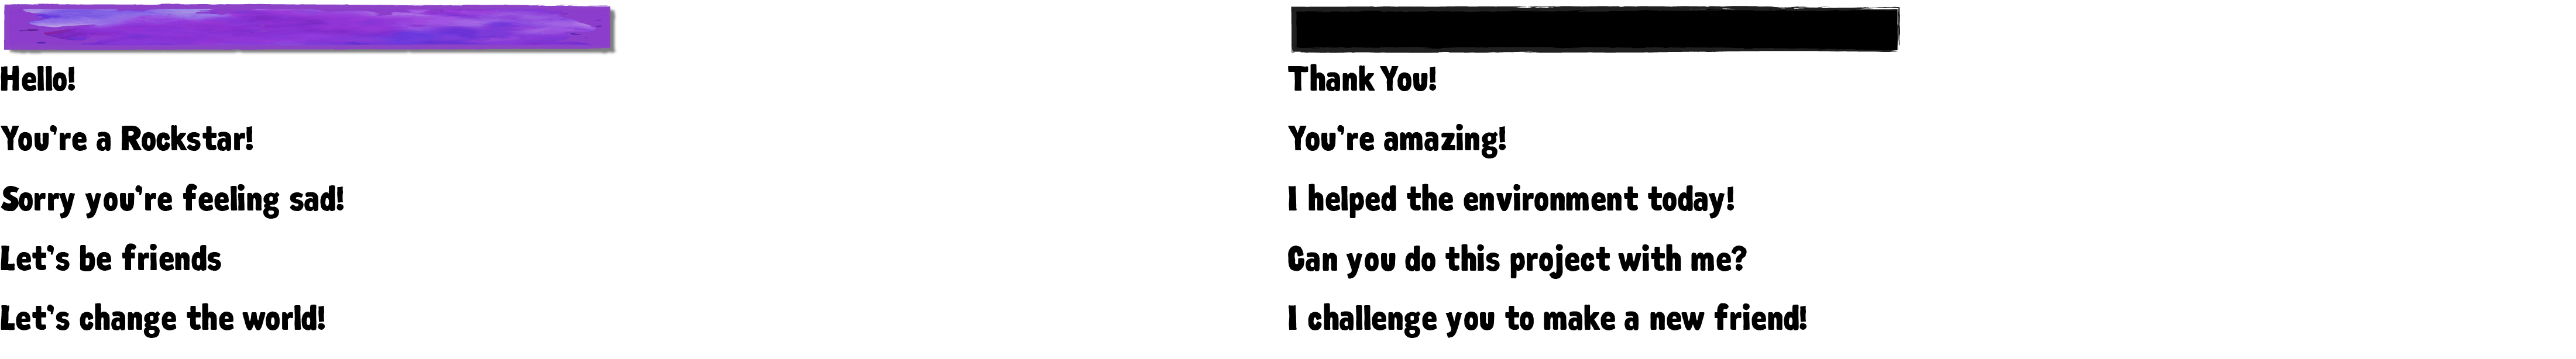 Hello!
You're a Rockstar!
Sorry you're feeling sad!
Let's be friends
Let's change the world!
Thank You!
You're amazing!
I helped the environment today!
Can you do this project with me?
I challenge you to make a new friend!